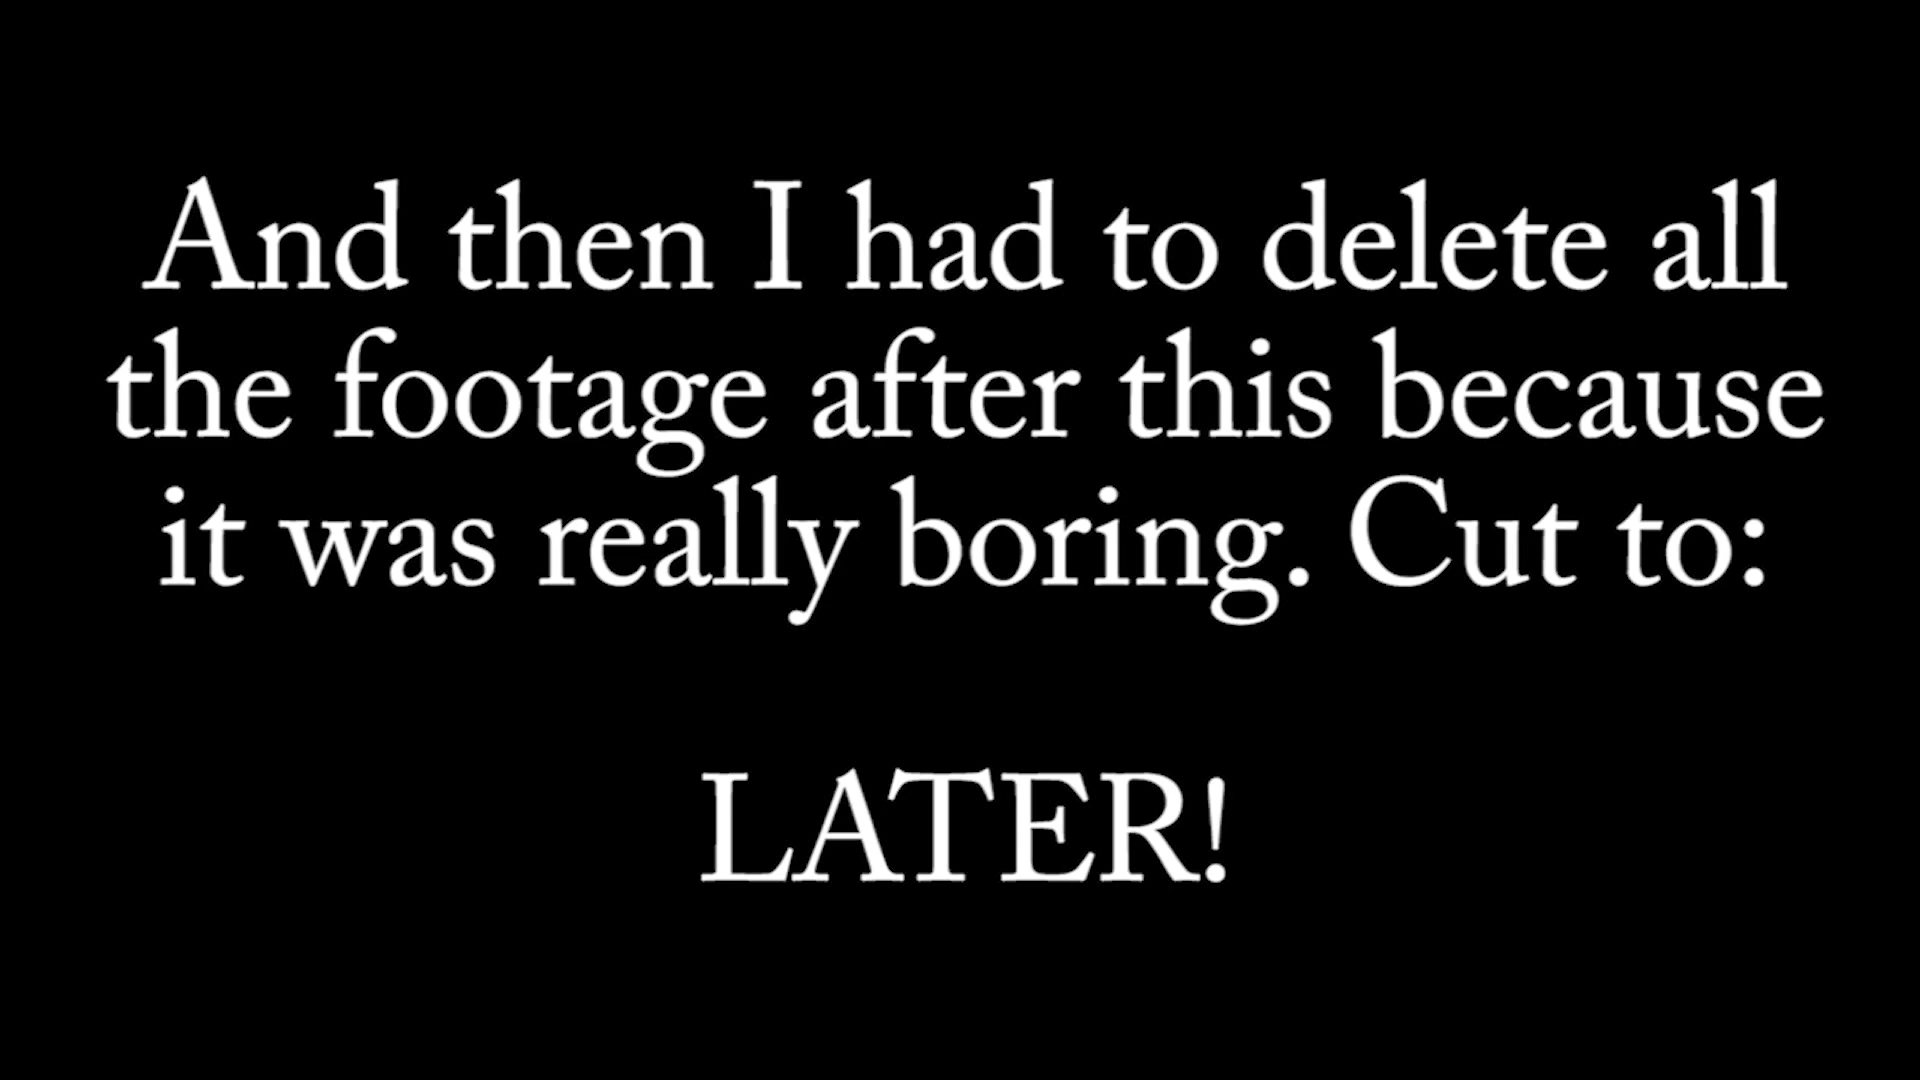 And then I had to delete all
the footage after this because
it was really boring. Cut to:
LATER!